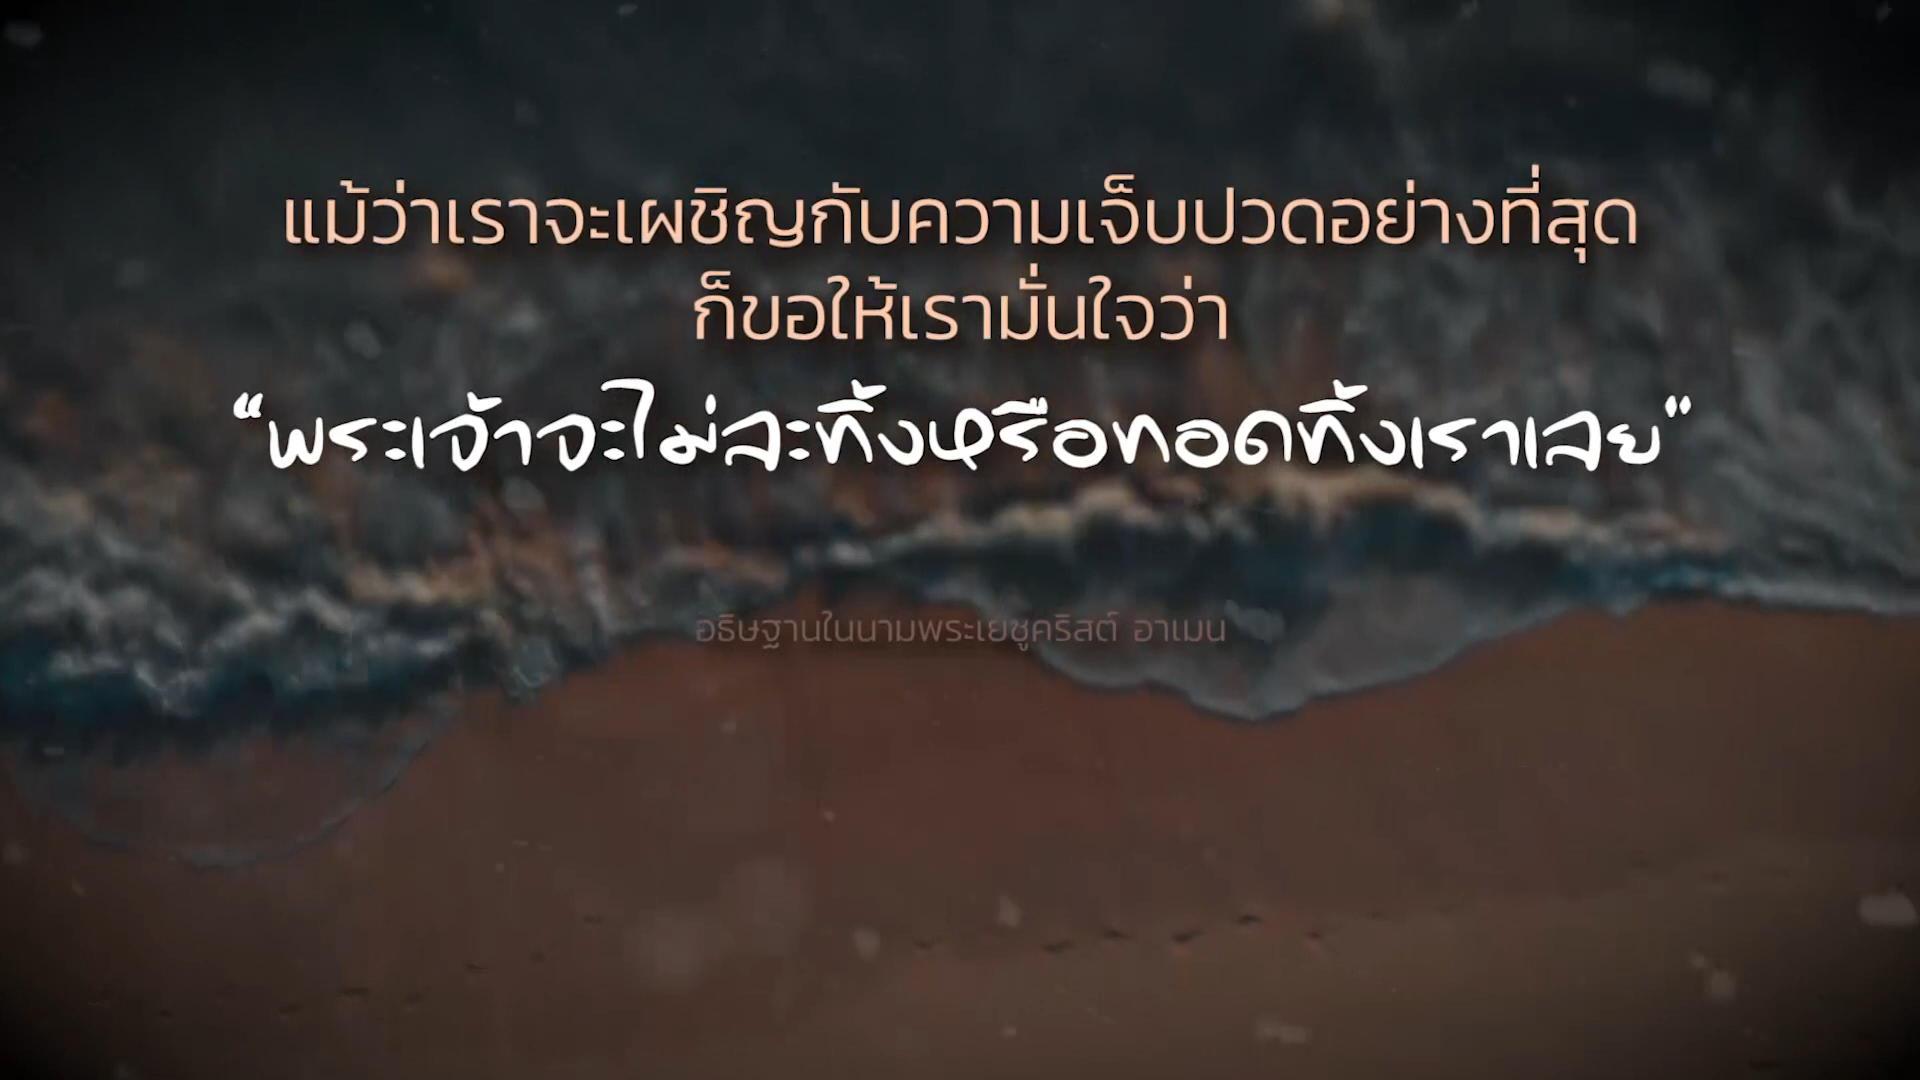 แม้ว่าเราจะเผชิญกับความเจ็บปวดอย่างที่สุด
ก็ขอให้เรามั่นใจว่า
“พระเจ้าจะไม่ละทิ้งหรือทอดทิ้งเราเลย”
อธิษฐานในนามพระเยซูคริสต์ อาเมน